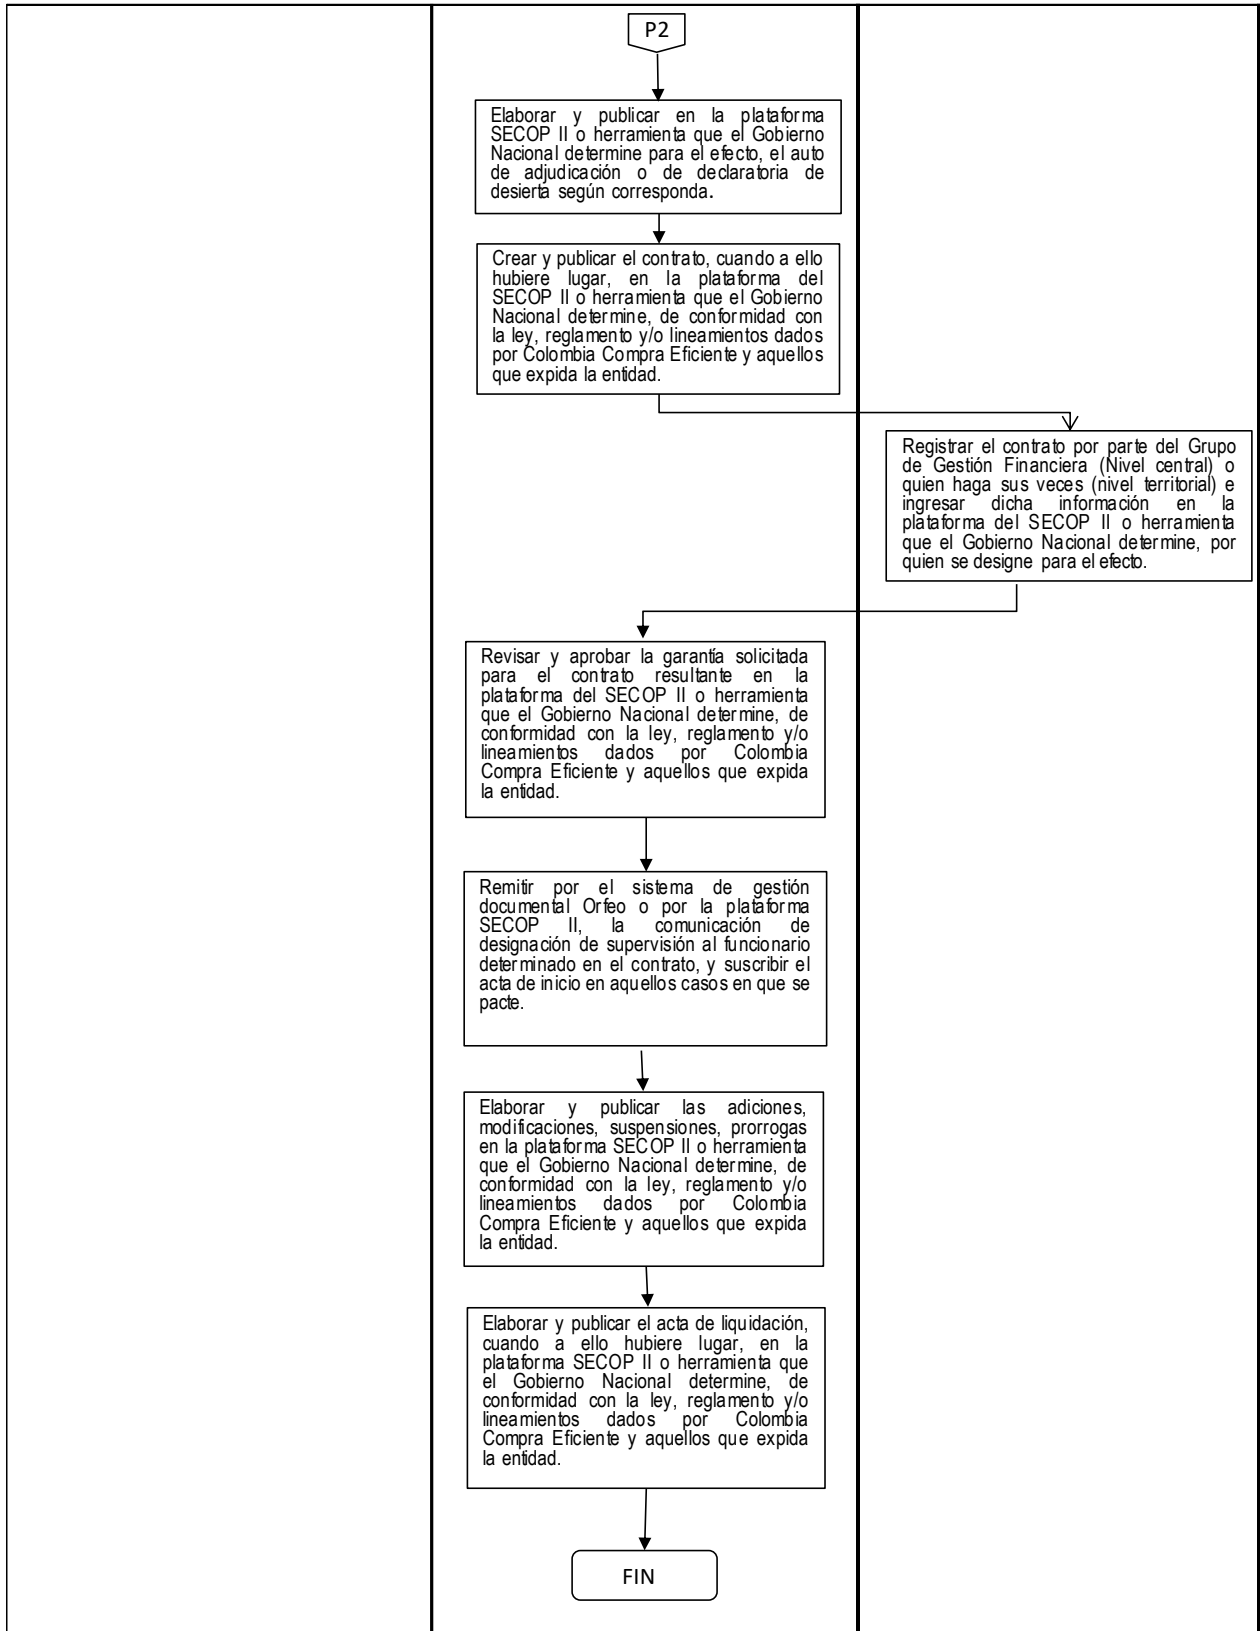 P2
Elaborar y publicar en la plataforma
SECOP II o herramienta que el Gobierno
Nacional determine para el efecto, el auto
de adjudicación o de declaratoria de
desierta según corresponda.
Crear y publicar el contrato, cuando a ello
hubiere lugar, en la plataforma del
SECOP II o herramienta que el Gobierno
Nacional determine, de conformidad con
la ley, reglamento y/o lineamientos dados
por Colombia Compra Eficiente y aquellos
que expida la entidad.
Registrar el contrato por parte del Grupo
de Gestión Financiera (Nivel central) o
quien haga sus veces (nivel territorial) e
ingresar dicha información en la
plataforma del SECOP II o herramienta
que el Gobierno Nacional determine, por
quien se designe para el efecto.
Revisar y aprobar la garantía solicitada
para el contrato resultante en la
plataforma del SECOP II o herramienta
que el Gobierno Nacional determine, de
conformidad con la ley, reglamento y/o
lineamientos dados por Colombia
Compra Eficiente y aquellos que expida
la entidad.
Remitir por el sistema de gestión
documental Orfeo o por la plataforma
SECOP II, la comunicación de
designación de supervisión al funcionario
determinado en el contrato, y suscribir el
acta de inicio en aquellos casos en que se
pacte.
Elaborar y publicar las adiciones,
modificaciones, suspensiones, prorrogas
en la plataforma SECOP II o herramienta
que el Gobierno Nacional determine, de
conformidad con la ley, reglamento y/o
lineamientos dados por Colombia
Compra Eficiente y aquellos que expida
la entidad.
Elaborar y publicar el acta de liquidación,
cuando a ello hubiere lugar, en la
plataforma SECOP II o herramienta que
el Gobierno Nacional determine, de
conformidad con la ley, reglamento y/o
lineamientos dados por Colombia
Compra Eficiente y aquellos que expida
la entidad.
FIN